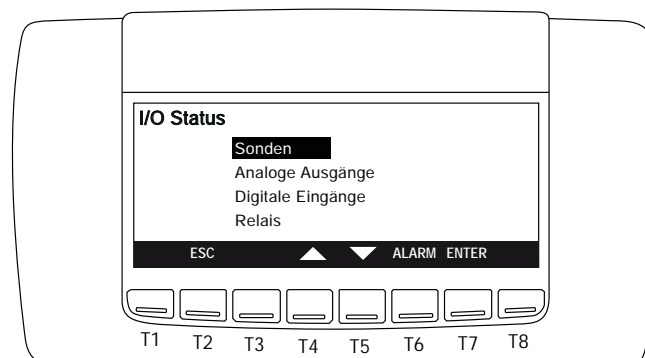 I/O Status
Sonden
Analoge Ausgänge
Digitale Eingänge
Relais
ESC ALARM ENTER
T1 T2 T3 T4 T5 T6 T7 T8